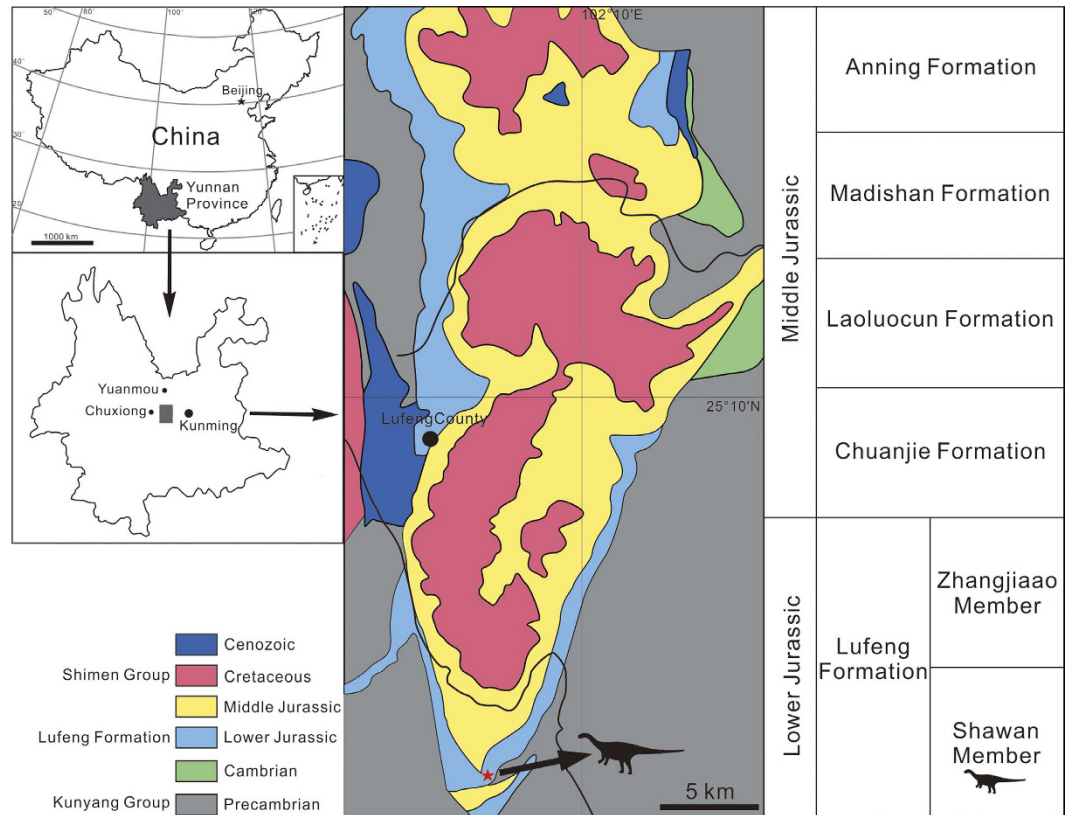 50°
80°
100°
120°
140°
40°
30°
20°
Beijing
China
Yunnan
Province
1000 km
Yuanmou
Chuxiong
Kunming
Cenozoic
Shimen Group
Cretaceous
Middle Jurassic
Lufeng Formation
Lower Jurassic
Cambrian
Kunyang Group
Precambrian
102°10'E
25°10'N
LufengCounty
5 km
Middle Jurassic
Anning Formation
Madishan Formation
Laoluocun Formation
Chuanjie Formation
Lower Jurassic
Lufeng
Formation
Zhangjiaao
Member
Shawan
Member